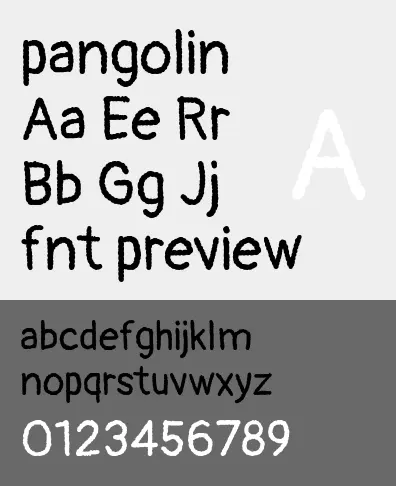 pangolin
Aa Ee Rr
A
Bb Gg Jj
fnt preview
abcdefghijklm
nopqrstuvwxyz
0123456789